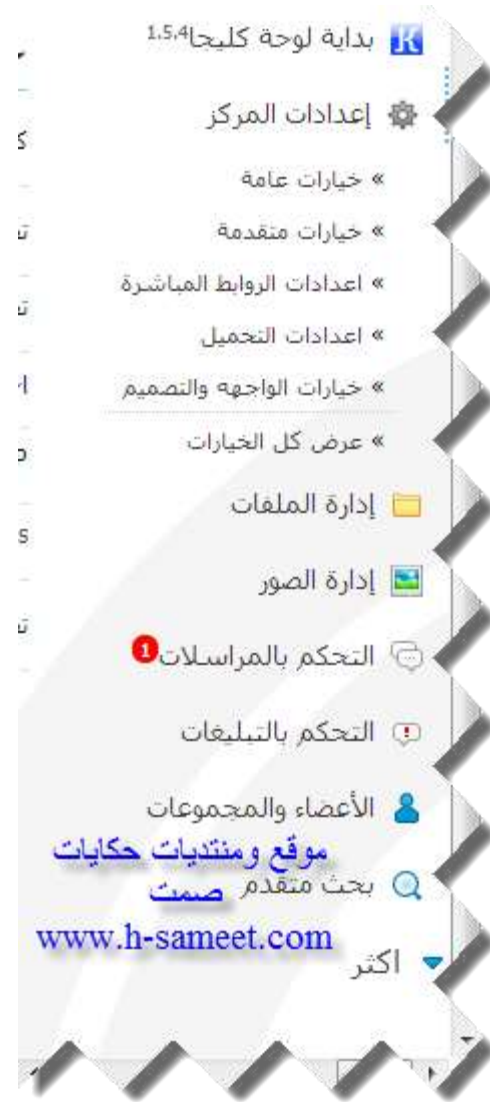 بداية لوحة كليجا1.5.4
إعدادات المركز
» خيارات عامة
» خيارات متقدمة
» اعدادات الروابط المباشرة
» اعدادات التحميل
» خيارات الواجهه والتصميم
» عرض كل الخيارات
إدارة الملفات
إدارة الصور
التحكم بالمراسلات 1
التحكم بالتبليغات
الأعضاء والمجموعات
موقع ومنتديات حكايات
بحث متقدم
صمت
www.h-sameet.com
اكثر